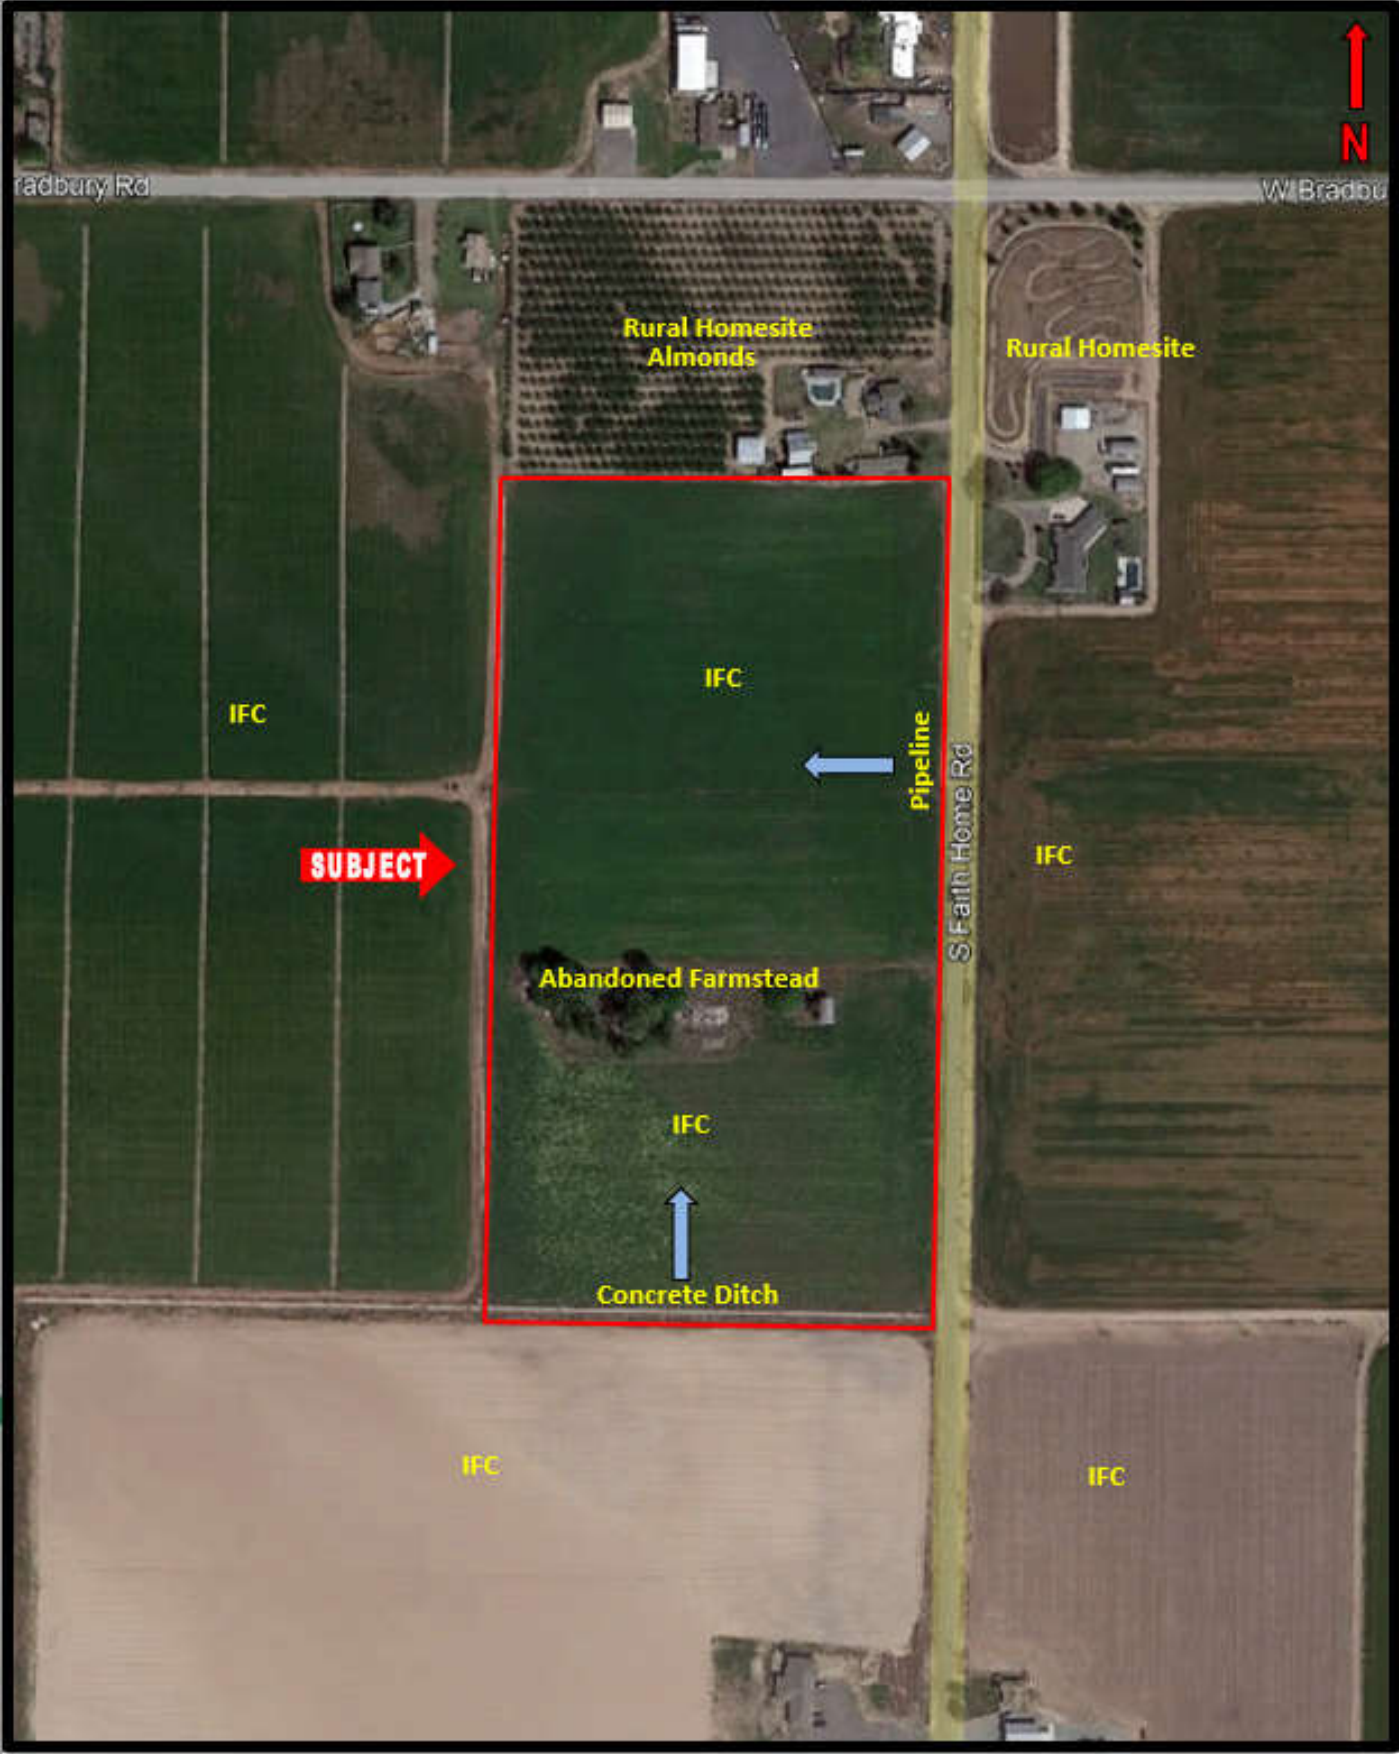 N
radbury Rd
W Bradbu
Rural Homesite
Almonds
Rural Homesite
IFC
IFC
Pipeline
S Faith Home Rd
SUBJECT
IFC
Abandoned Farmstead
IFC
Concrete Ditch
IFC
IFC